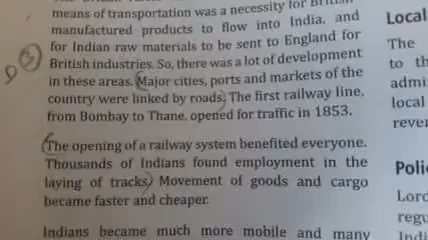 means of transportation was a necessity for British
manufactured products to flow into India, and
for Indian raw materials to be sent to England for
British industries. So, there was a lot of development
in these areas. Major cities, ports and markets of the
country were linked by roads. The first railway line,
from Bombay to Thane, opened for traffic in 1853.
The opening of a railway system benefited everyone.
Thousands of Indians found employment in the
laying of tracks. Movement of goods and cargo
became faster and cheaper.
Indians became much more mobile and many
Local
The
to th
admi
local
reve
Poli
Lord
regu
Indi